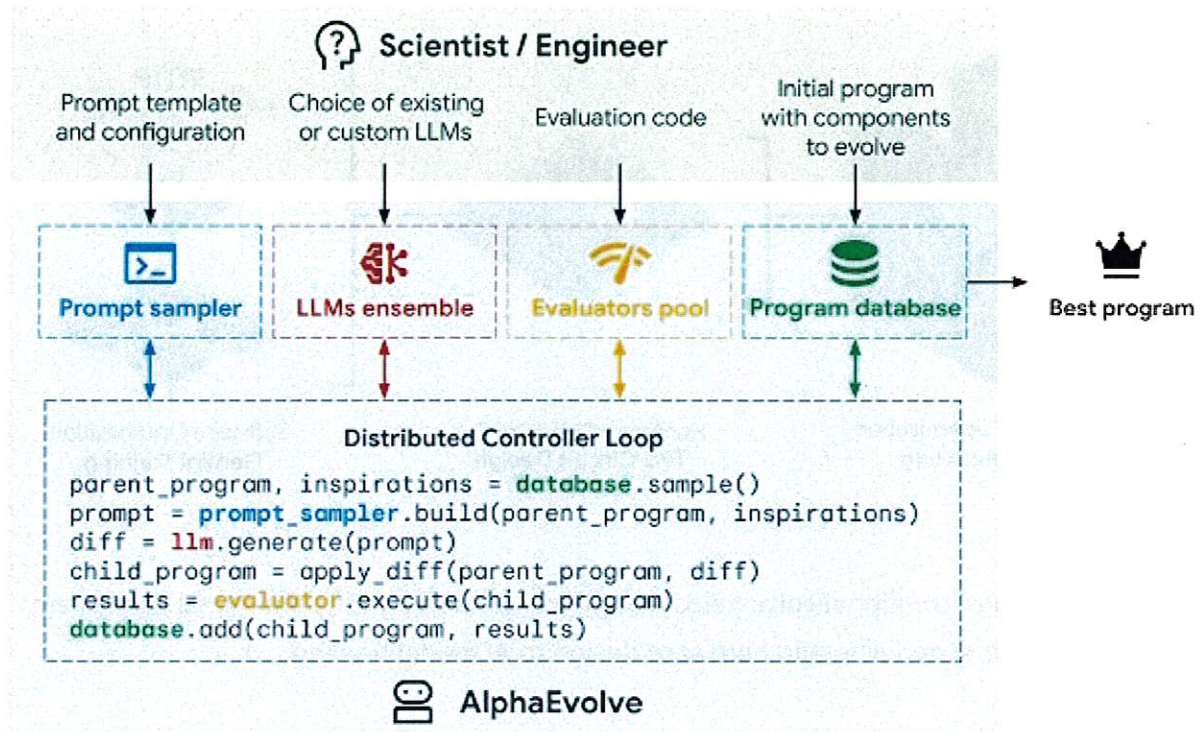 Scientist / Engineer
Prompt template
and configuration
Choice of existing
or custom LLMs
Evaluation code
Initial program
with components
to evolve
Prompt sampler
LLMs ensemble
Evaluators pool
Program database
Best program
Distributed Controller Loop
parent_program, inspirations = database.sample()
prompt = prompt_sampler.build(parent_program, inspirations)
diff = llm.generate(prompt)
child_program = apply_diff(parent_program, diff)
results = evaluator.execute(child_program)
database.add(child_program, results)
AlphaEvolve